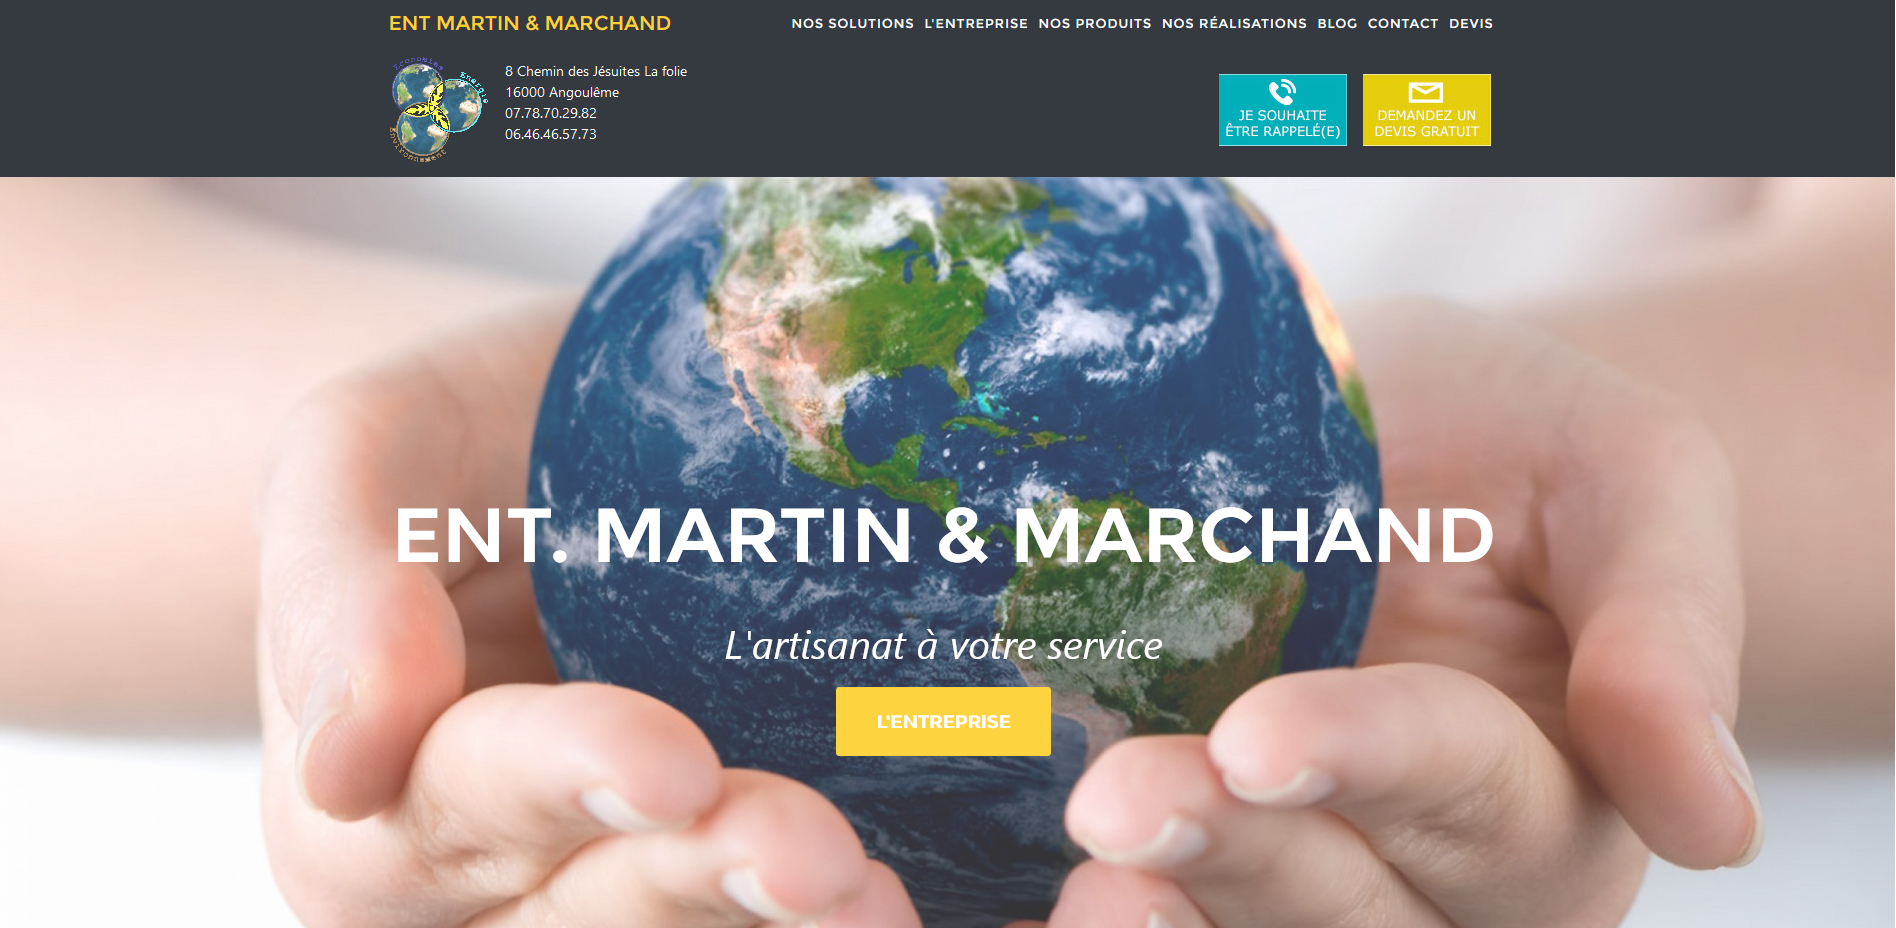 ENT MARTIN & MARCHAND
NOS SOLUTIONS L'ENTREPRISE NOS PRODUITS NOS RÉALISATIONS BLOG CONTACT DEVIS
Economies
Energie
Environnement
8 Chemin des Jésuites La folie
16000 Angoulême
07.78.70.29.82
06.46.46.57.73
JE SOUHAITE
ÊTRE RAPPELÉ(E)
DEMANDEZ UN
DEVIS GRATUIT
ENT. MARTIN & MARCHAND
L'artisanat à votre service
L'ENTREPRISE